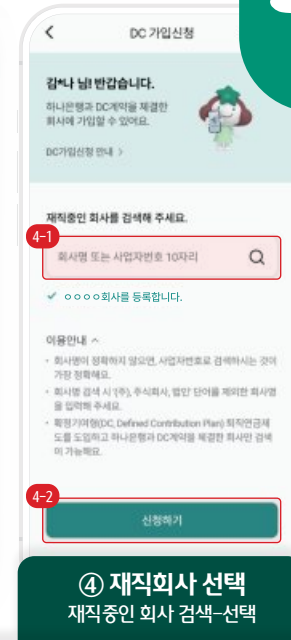 DC 가입신청
김*나 님! 반갑습니다.
하나은행과 DC계약을 체결한
회사에 가입할 수 있어요.
DC가입신청 안내 >
재직중인 회사를 검색해 주세요.
4-1
회사명 또는 사업자번호 10자리
ㅇㅇㅇㅇ회사를 등록합니다.
이용안내
• 회사명이 정확하지 않으면, 사업자번호로 검색하시는 것이
가장 정확해요.
• 회사명 검색 시 '(주), 주식회사, 법인' 단어를 제외한 회사명
을 입력해 주세요.
• 확정기여형(DC, Defined Contribution Plan) 퇴직연금제
도를 도입하고 하나은행과 DC계약을 체결한 회사만 검색
이 가능해요.
4-2
신청하기
④ 재직회사 선택
재직중인 회사 검색-선택